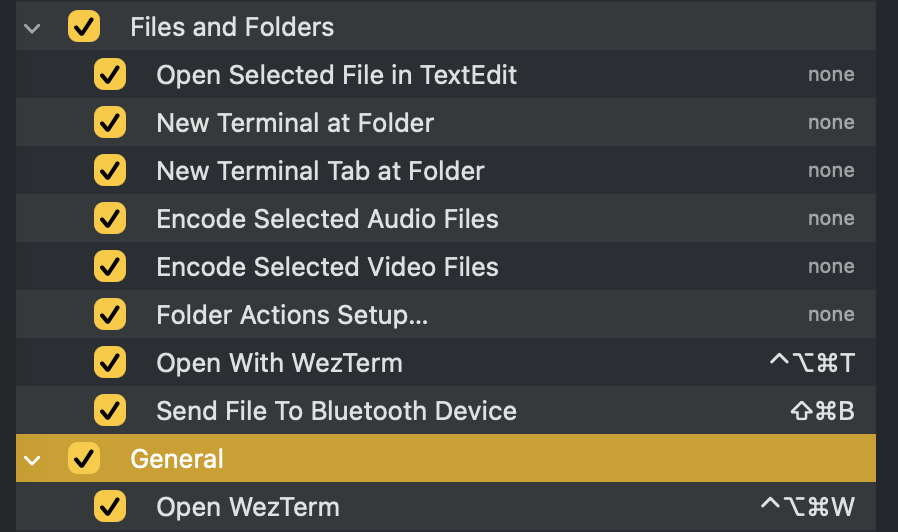 Files and Folders
Open Selected File in TextEdit none
New Terminal at Folder none
New Terminal Tab at Folder none
Encode Selected Audio Files none
Encode Selected Video Files none
Folder Actions Setup... none
Open With WezTerm ^⌥⌘T
Send File To Bluetooth Device ⇧⌘B
General
Open WezTerm ^⌥⌘W